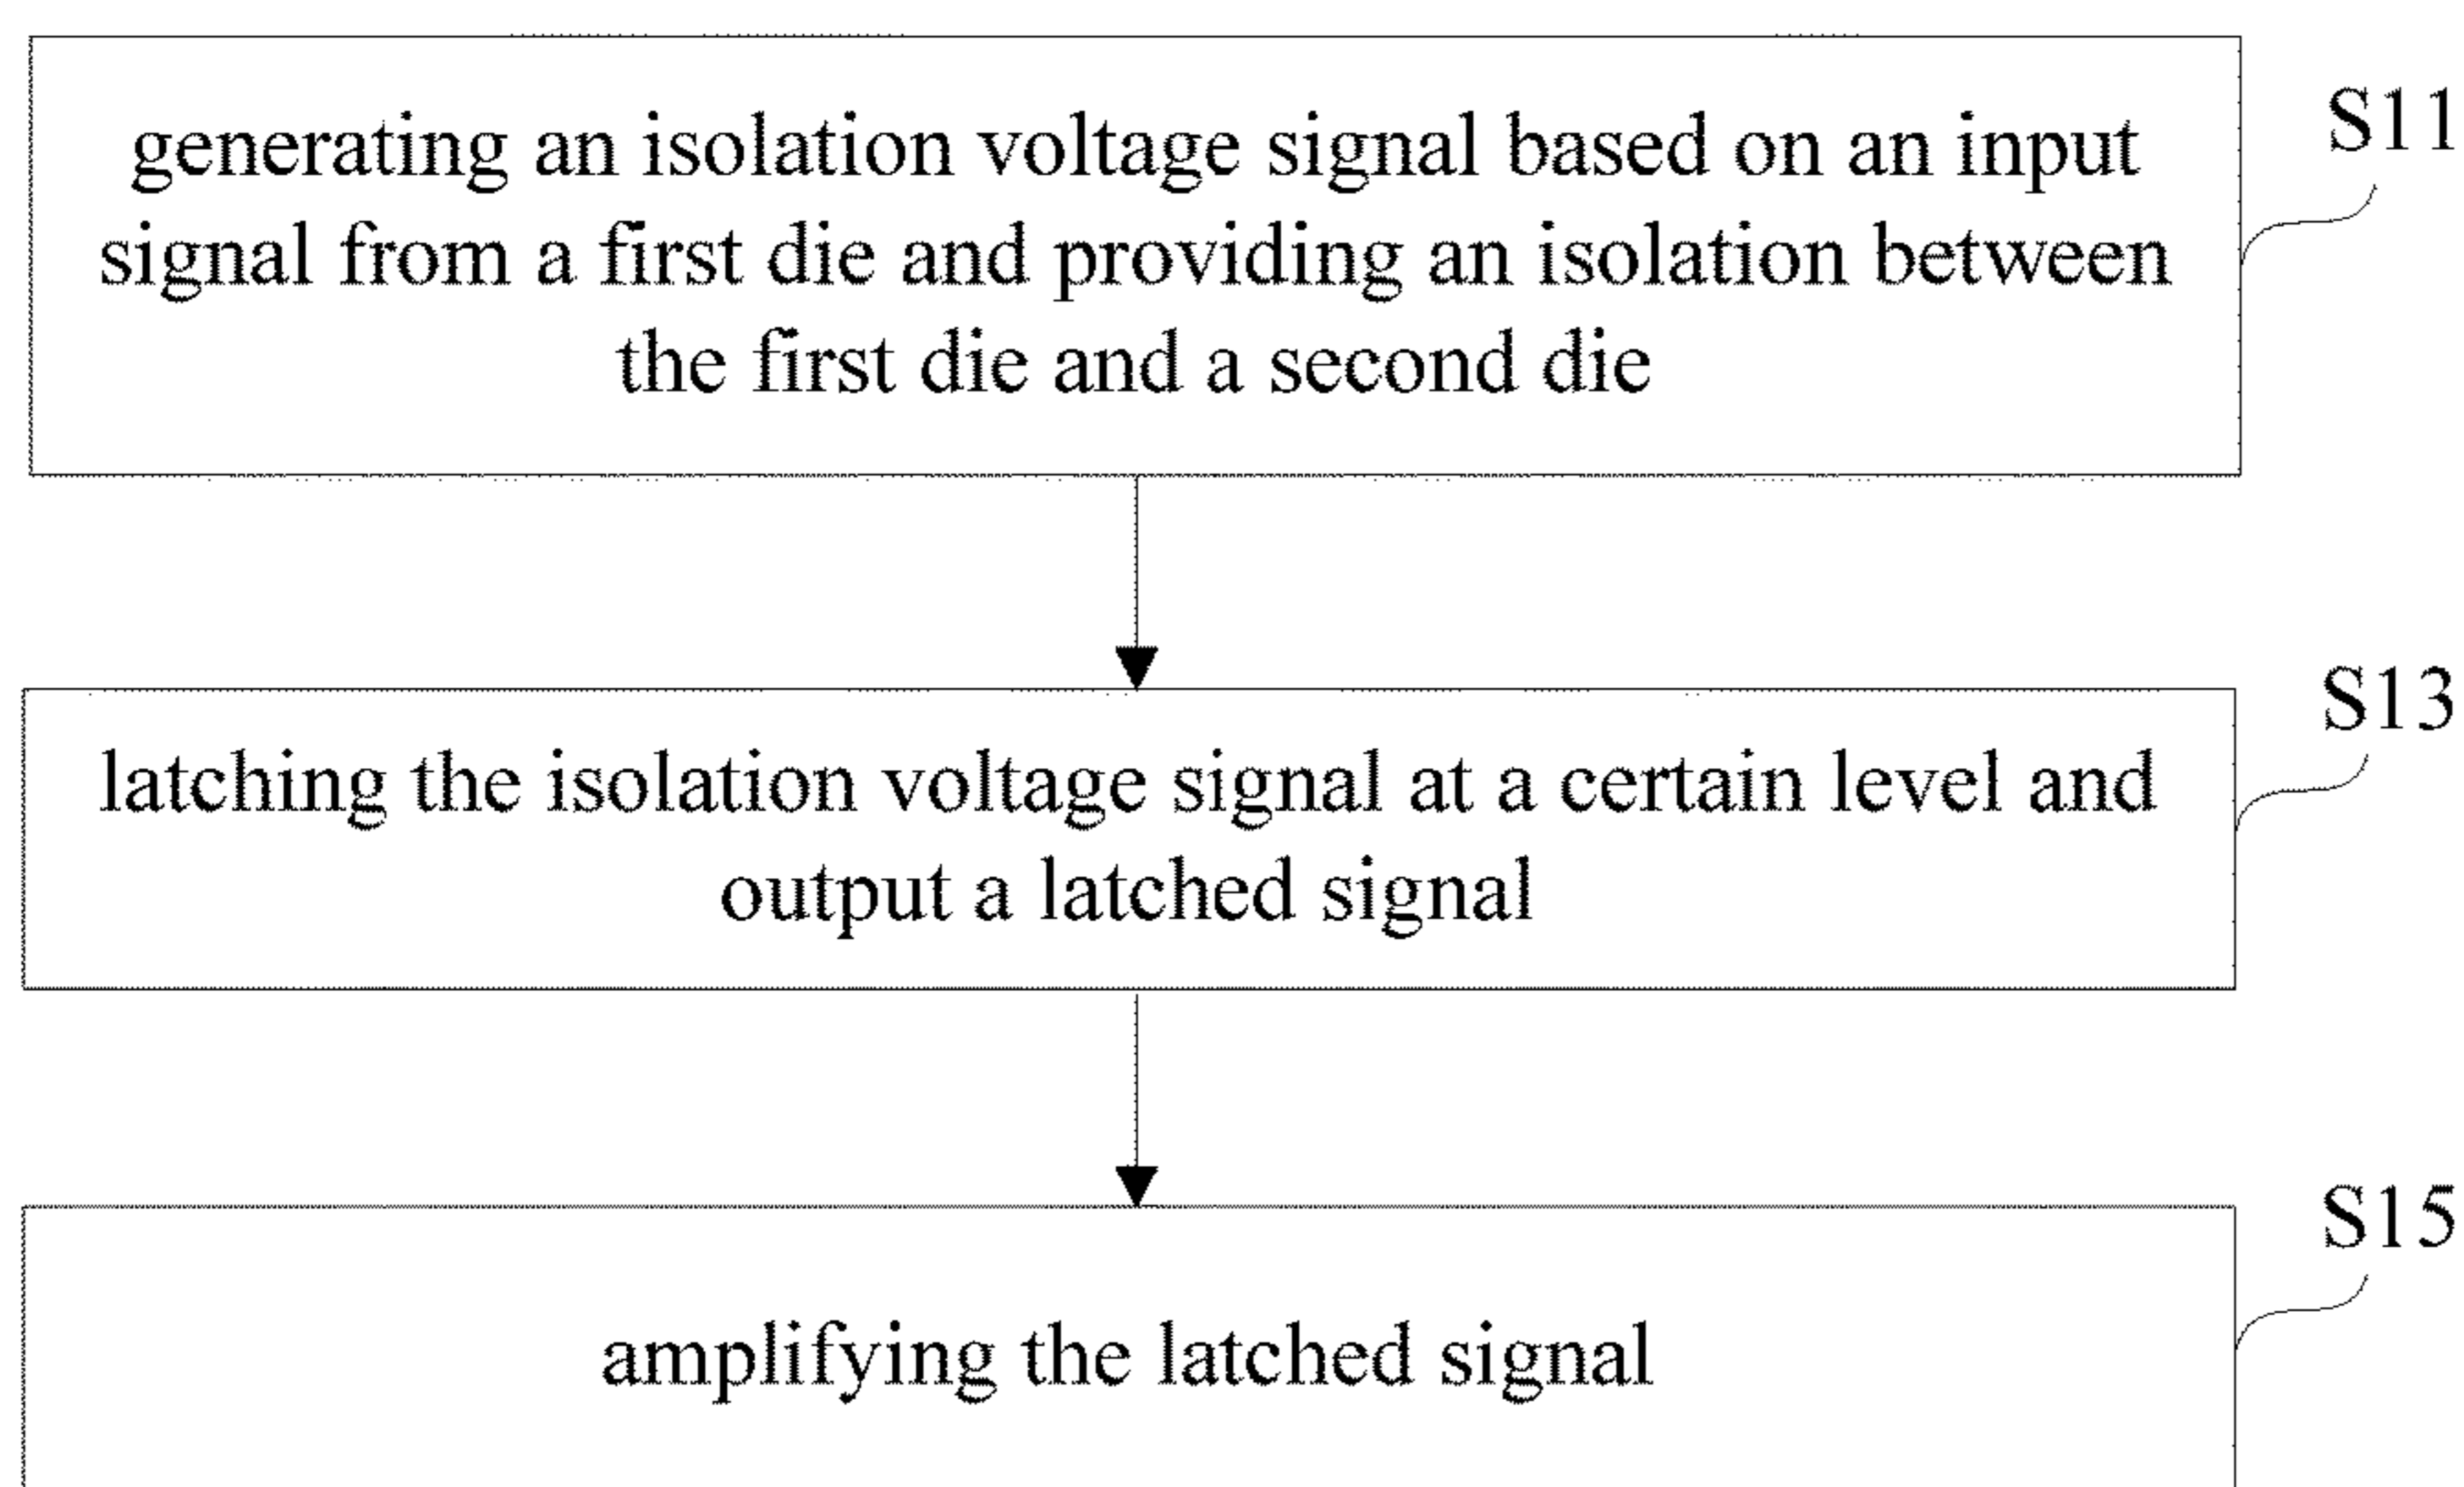 generating an isolation voltage signal based on an input
signal from a first die and providing an isolation between
the first die and a second die
S11
latching the isolation voltage signal at a certain level and
output a latched signal
S13
amplifying the latched signal
S15